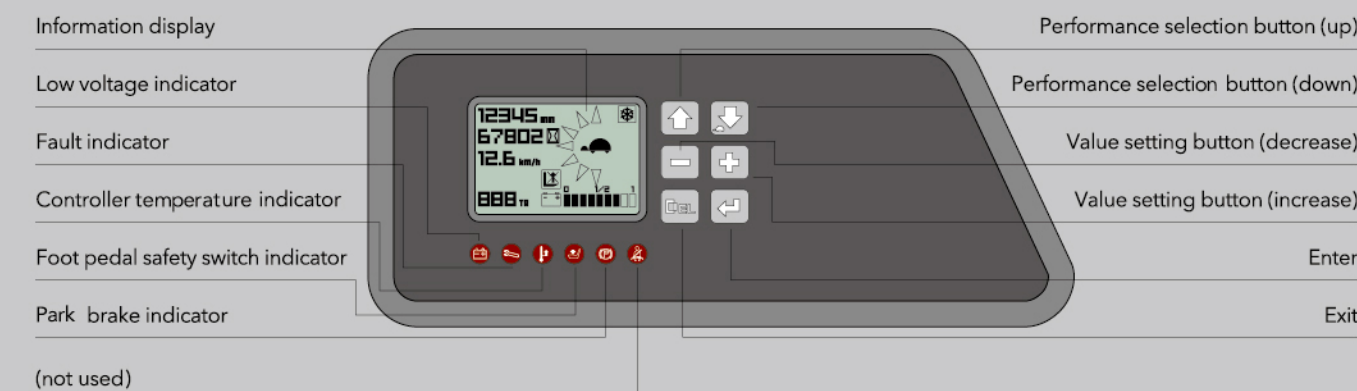 Information display
Low voltage indicator
Fault indicator
Controller temperature indicator
Foot pedal safety switch indicator
Park brake indicator
(not used)
12345 mn
67802
12.6 km/h
0 1/2 1
888
DEL
P
Performance selection button (up)
Performance selection button (down)
Value setting button (decrease)
Value setting button (increase)
Enter
Exit